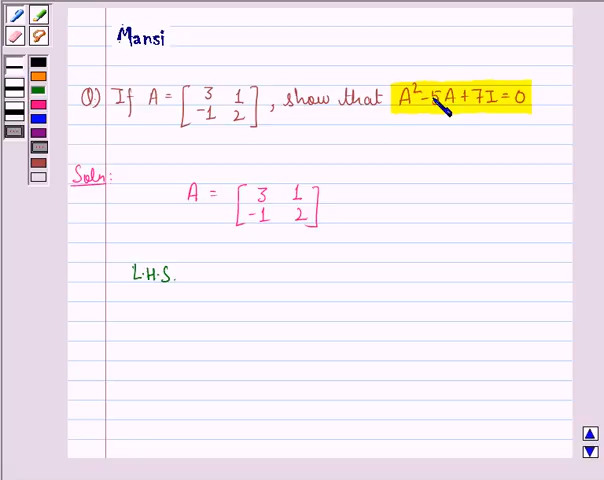 Mansi
Q) If A = [ 3 1 ], show that A² - 5A + 7I = 0
[ -1 2 ]
Soln:
A = [ 3 1 ]
[ -1 2 ]
L.H.S.